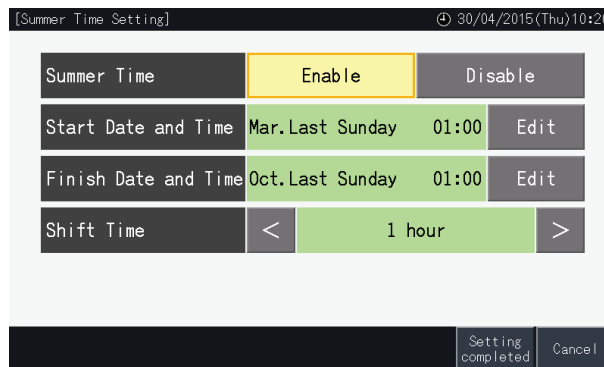 [Summer Time Setting] 30/04/2015(Thu)10:20
Summer Time Enable Disable
Start Date and Time Mar.Last Sunday 01:00 Edit
Finish Date and Time Oct.Last Sunday 01:00 Edit
Shift Time < 1 hour >
Setting
completed Cancel